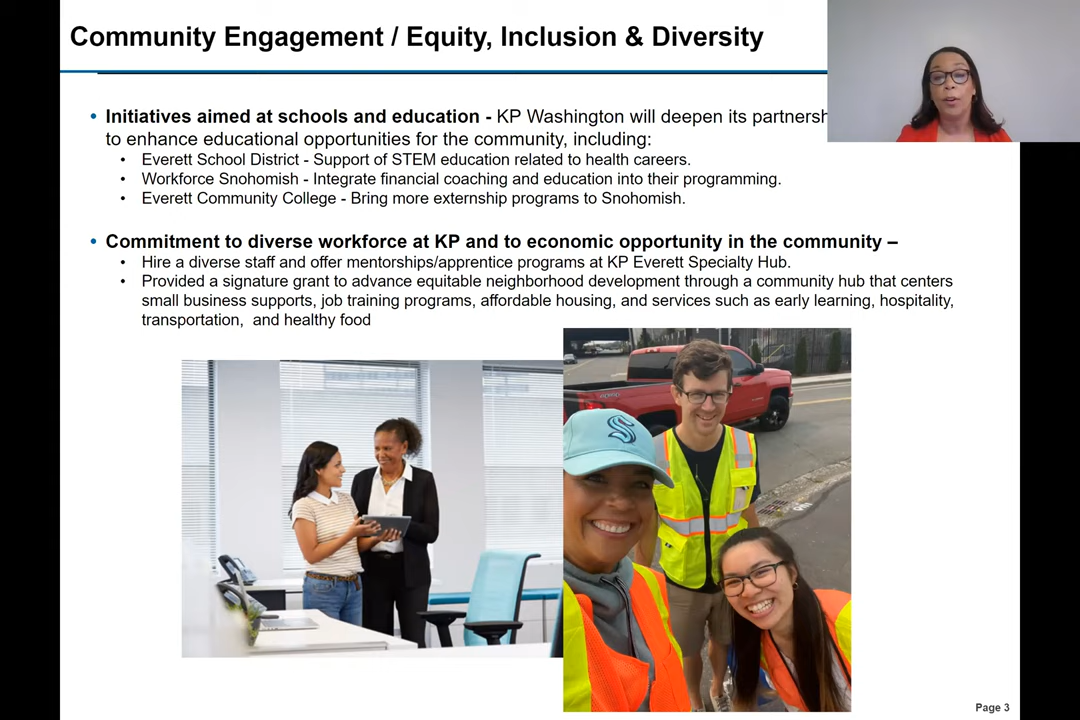 Community Engagement / Equity, Inclusion & Diversity
• Initiatives aimed at schools and education - KP Washington will deepen its
to enhance educational opportunities for the community, including:
• Everett School District - Support of STEM education related to health careers.
• Workforce Snohomish - Integrate financial coaching and education into their programming.
• Everett Community College - Bring more externship programs to Snohomish.
• Commitment to diverse workforce at KP and to economic opportunity in the community –
• Hire a diverse staff and offer mentorships/apprentice programs at KP Everett Specialty Hub.
• Provided a signature grant to advance equitable neighborhood development through a community hub that centers
small business supports, job training programs, affordable housing, and services such as early learning, hospitality,
transportation, and healthy food
S
Page 3